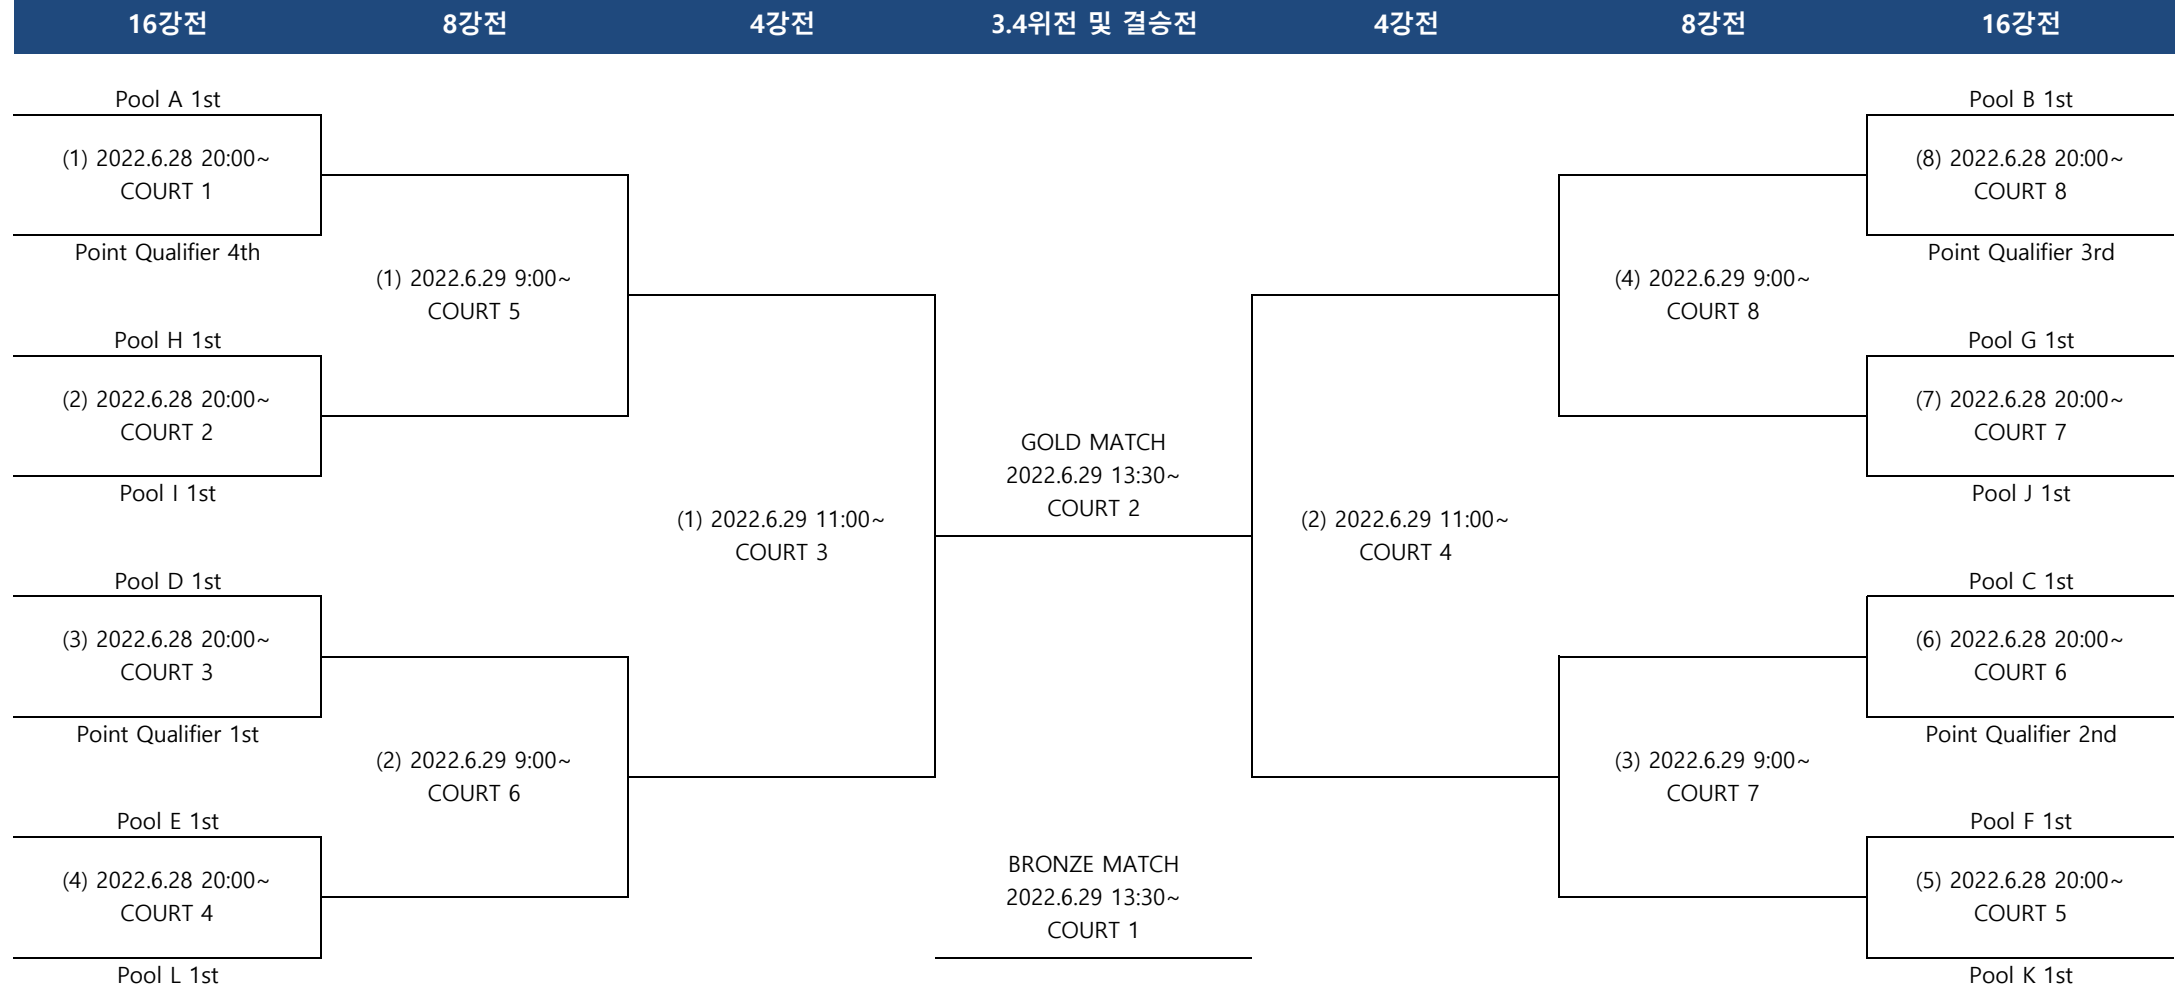 16강전 8강전 4강전 3.4위전 및 결승전 4강전 8강전 16강전
Pool A 1st
(1) 2022.6.28 20:00~
COURT 1
Point Qualifier 4th
Pool H 1st
(2) 2022.6.28 20:00~
COURT 2
Pool I 1st
Pool D 1st
(3) 2022.6.28 20:00~
COURT 3
Point Qualifier 1st
Pool E 1st
(4) 2022.6.28 20:00~
COURT 4
Pool L 1st
(1) 2022.6.29 9:00~
COURT 5
(2) 2022.6.29 9:00~
COURT 6
(1) 2022.6.29 11:00~
COURT 3
GOLD MATCH
2022.6.29 13:30~
COURT 2
BRONZE MATCH
2022.6.29 13:30~
COURT 1
(2) 2022.6.29 11:00~
COURT 4
(4) 2022.6.29 9:00~
COURT 8
(3) 2022.6.29 9:00~
COURT 7
Pool B 1st
(8) 2022.6.28 20:00~
COURT 8
Point Qualifier 3rd
Pool G 1st
(7) 2022.6.28 20:00~
COURT 7
Pool J 1st
Pool C 1st
(6) 2022.6.28 20:00~
COURT 6
Point Qualifier 2nd
Pool F 1st
(5) 2022.6.28 20:00~
COURT 5
Pool K 1st